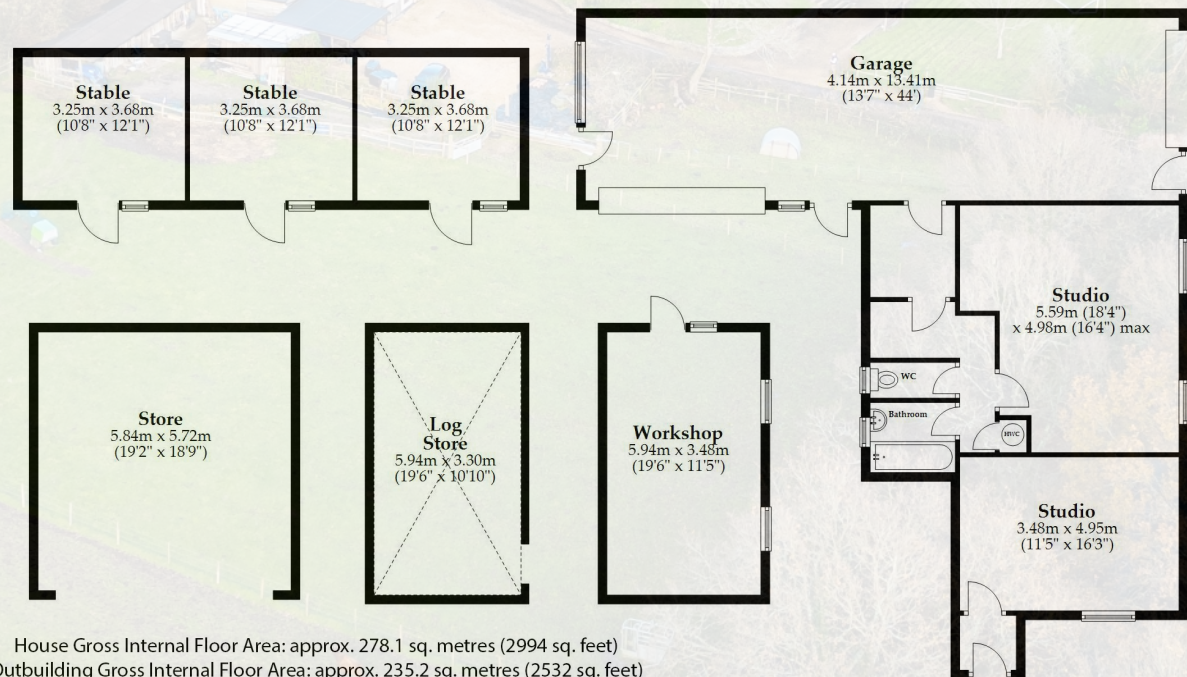 Stable
3.25m x 3.68m
(10'8" x 12'1")
Stable
3.25m x 3.68m
(10'8" x 12'1")
Stable
3.25m x 3.68m
(10'8" x 12'1")
Garage
4.14m x 13.41m
(13'7" x 44')
Studio
5.59m (18'4")
x 4.98m (16'4") max
WC
Bathroom
HWC
Store
5.84m x 5.72m
(19'2" x 18'9")
Log
Store
5.94m x 3.30m
(19'6" x 10'10")
Workshop
5.94m x 3.48m
(19'6" x 11'5")
Studio
3.48m x 4.95m
(11'5" x 16'3")
House Gross Internal Floor Area: approx. 278.1 sq. metres (2994 sq. feet)
Outbuilding Gross Internal Floor Area: approx. 235.2 sq. metres (2532 sq. feet)